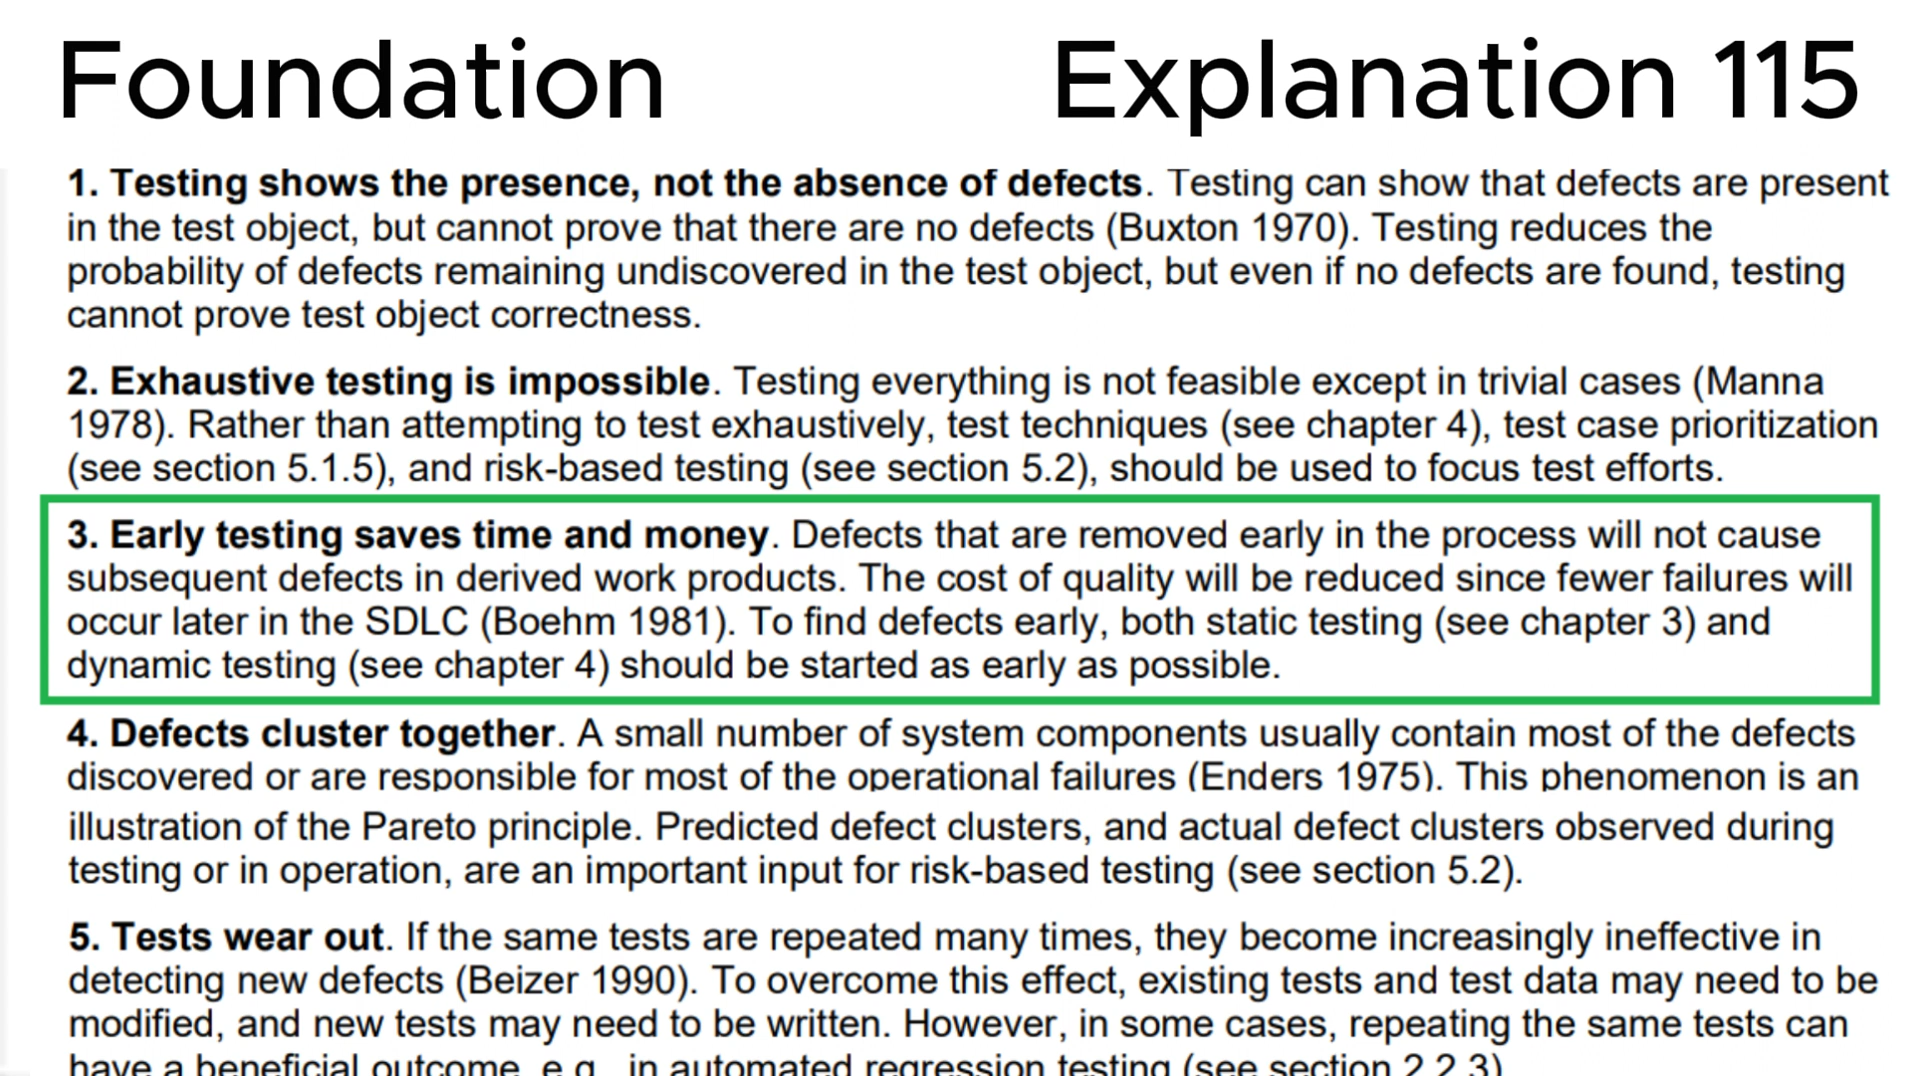 Foundation Explanation 115
1. Testing shows the presence, not the absence of defects. Testing can show that defects are present
in the test object, but cannot prove that there are no defects (Buxton 1970). Testing reduces the
probability of defects remaining undiscovered in the test object, but even if no defects are found, testing
cannot prove test object correctness.
2. Exhaustive testing is impossible. Testing everything is not feasible except in trivial cases (Manna
1978). Rather than attempting to test exhaustively, test techniques (see chapter 4), test case prioritization
(see section 5.1.5), and risk-based testing (see section 5.2), should be used to focus test efforts.
3. Early testing saves time and money. Defects that are removed early in the process will not cause
subsequent defects in derived work products. The cost of quality will be reduced since fewer failures will
occur later in the SDLC (Boehm 1981). To find defects early, both static testing (see chapter 3) and
dynamic testing (see chapter 4) should be started as early as possible.
4. Defects cluster together. A small number of system components usually contain most of the defects
discovered or are responsible for most of the operational failures (Enders 1975). This phenomenon is an
illustration of the Pareto principle. Predicted defect clusters, and actual defect clusters observed during
testing or in operation, are an important input for risk-based testing (see section 5.2).
5. Tests wear out. If the same tests are repeated many times, they become increasingly ineffective in
detecting new defects (Beizer 1990). To overcome this effect, existing tests and test data may need to be
modified, and new tests may need to be written. However, in some cases, repeating the same tests can
have a beneficial outcome, e.g., in automated regression testing (see section 2.2.3)